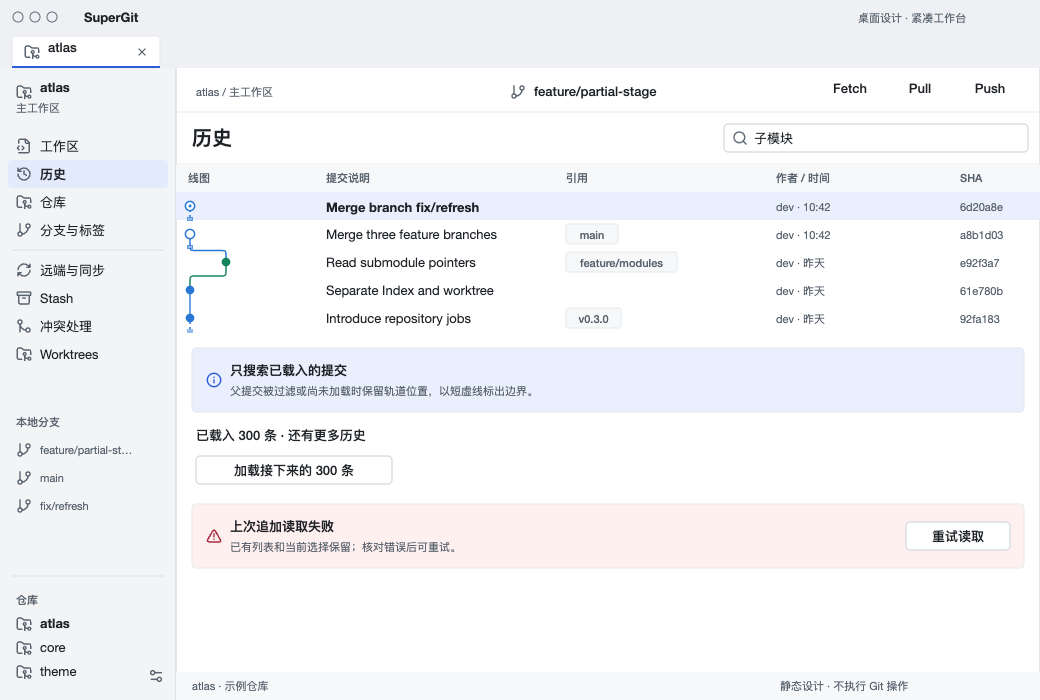 SuperGit
桌面设计 · 紧凑工作台
atlas
atlas
主工作区
工作区
历史
仓库
分支与标签
远端与同步
Stash
冲突处理
Worktrees
本地分支
feature/partial-st…
main
fix/refresh
仓库
atlas
core
theme
atlas / 主工作区
feature/partial-stage
Fetch Pull Push
历史
子模块
线图 提交说明 引用 作者 / 时间 SHA
Merge branch fix/refresh dev · 10:42 6d20a8e
Merge three feature branches main dev · 10:42 a8b1d03
Read submodule pointers feature/modules dev · 昨天 e92f3a7
Separate Index and worktree dev · 昨天 61e780b
Introduce repository jobs v0.3.0 dev · 昨天 92fa183
只搜索已载入的提交
父提交被过滤或尚未加载时保留轨道位置，以短虚线标出边界。
已载入 300 条 · 还有更多历史
加载接下来的 300 条
上次追加读取失败
已有列表和当前选择保留；核对错误后可重试。
重试读取
atlas · 示例仓库
静态设计 · 不执行 Git 操作